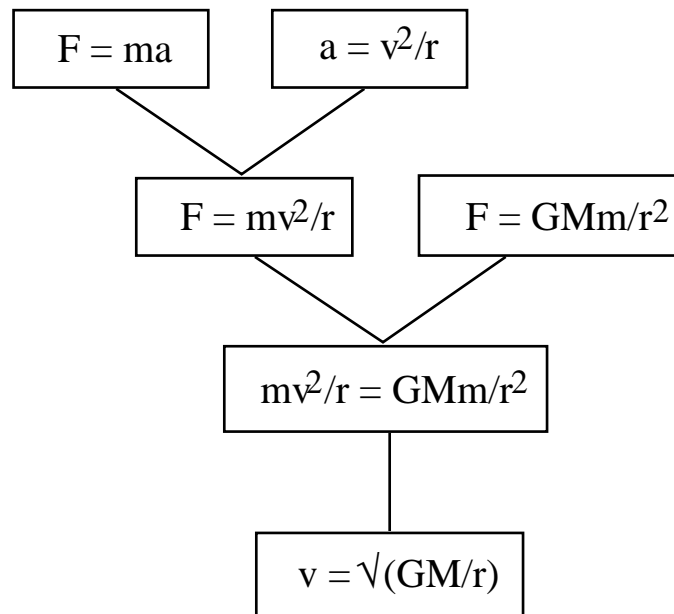 F = ma
a = v²/r
F = mv²/r
F = GMm/r²
mv²/r = GMm/r²
v = √(GM/r)